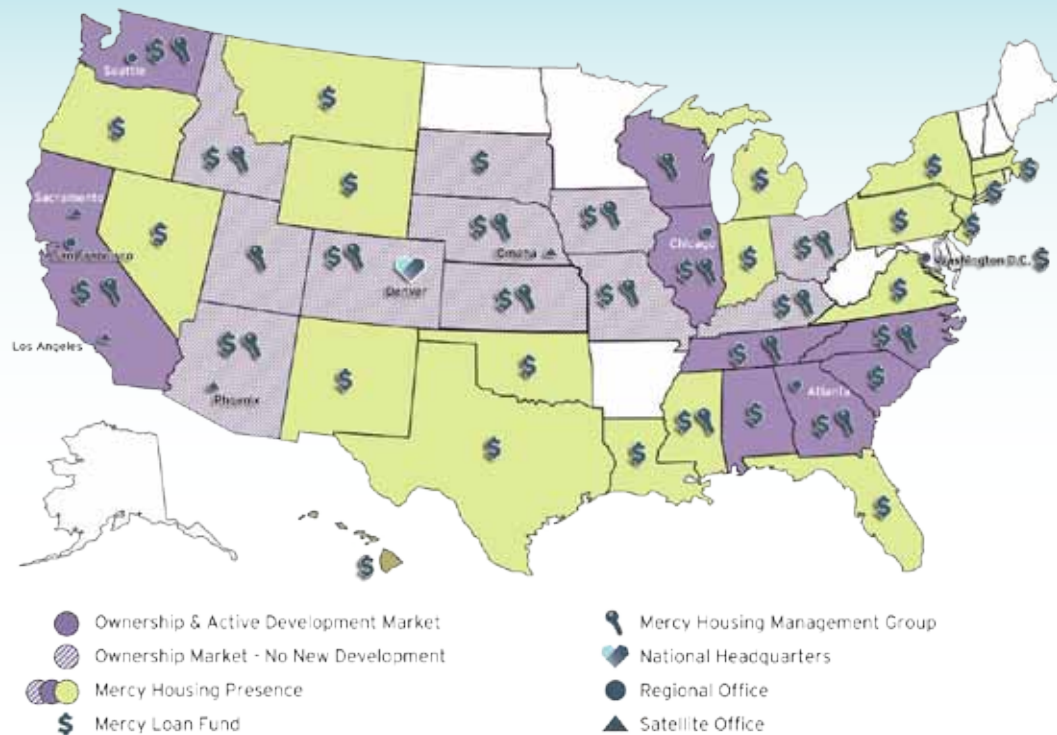 Seattle
Sacramento
San Francisco
Los Angeles
Phoenix
Denver
Omaha
Chicago
Atlanta
Washington D.C.
$
Ownership & Active Development Market
Ownership Market - No New Development
Mercy Housing Presence
$ Mercy Loan Fund
Mercy Housing Management Group
National Headquarters
Regional Office
Satellite Office